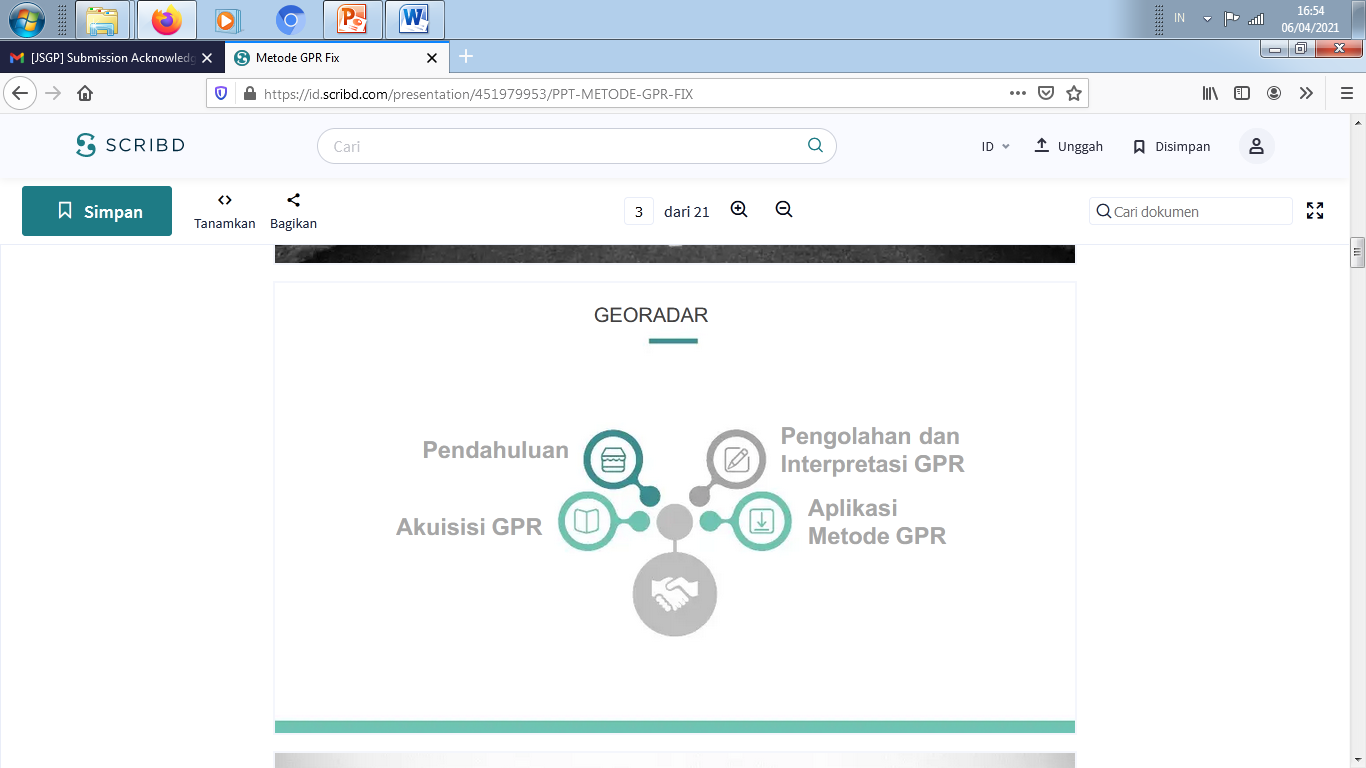 IN
16:54
06/04/2021
[JSGP] Submission Acknowledg
Metode GPR Fix
https://id.scribd.com/presentation/451979953/PPT-METODE-GPR-FIX
SCRIBD
Cari
ID
Unggah
Disimpan
Simpan
Tanamkan
Bagikan
3 dari 21
Cari dokumen
GEORADAR
Pendahuluan
Akuisisi GPR
Pengolahan dan
Interpretasi GPR
Aplikasi
Metode GPR